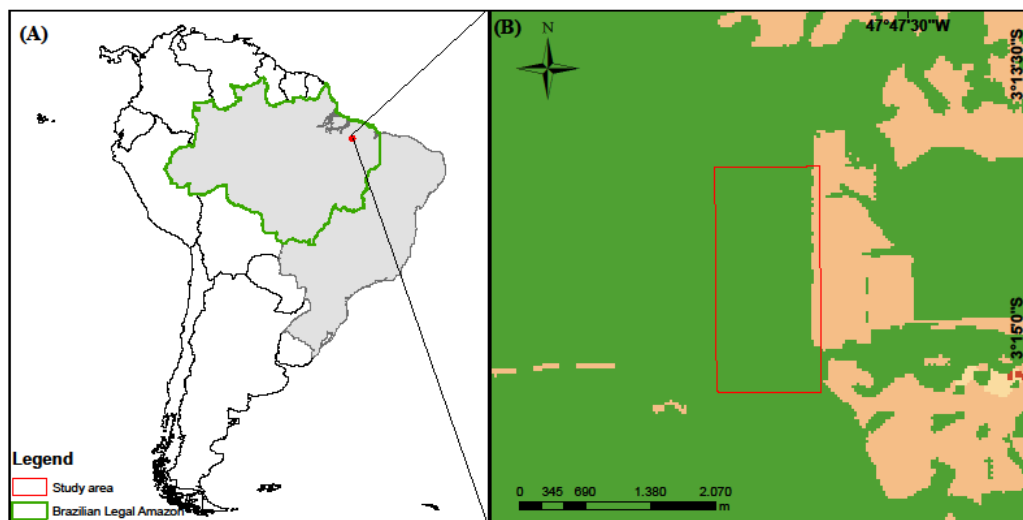 (A)
Legend
Study area
Brazilian Legal Amazon
(B)
N
47°47'30"W
3°13'30"S
3°15'0"S
0 345 690 1.380 2.070
m